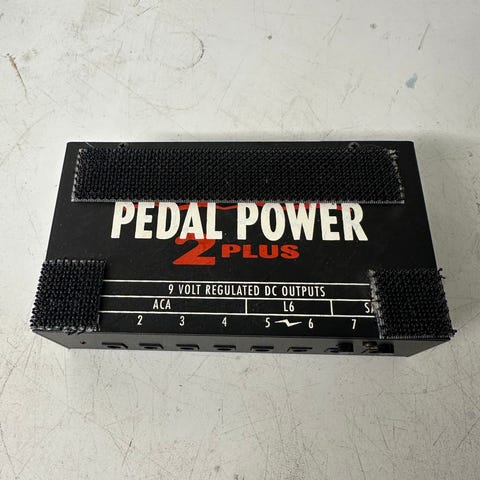 PEDAL POWER
2 PLUS
9 VOLT REGULATED DC OUTPUTS
ACA L6
2 3 4 5 6 7